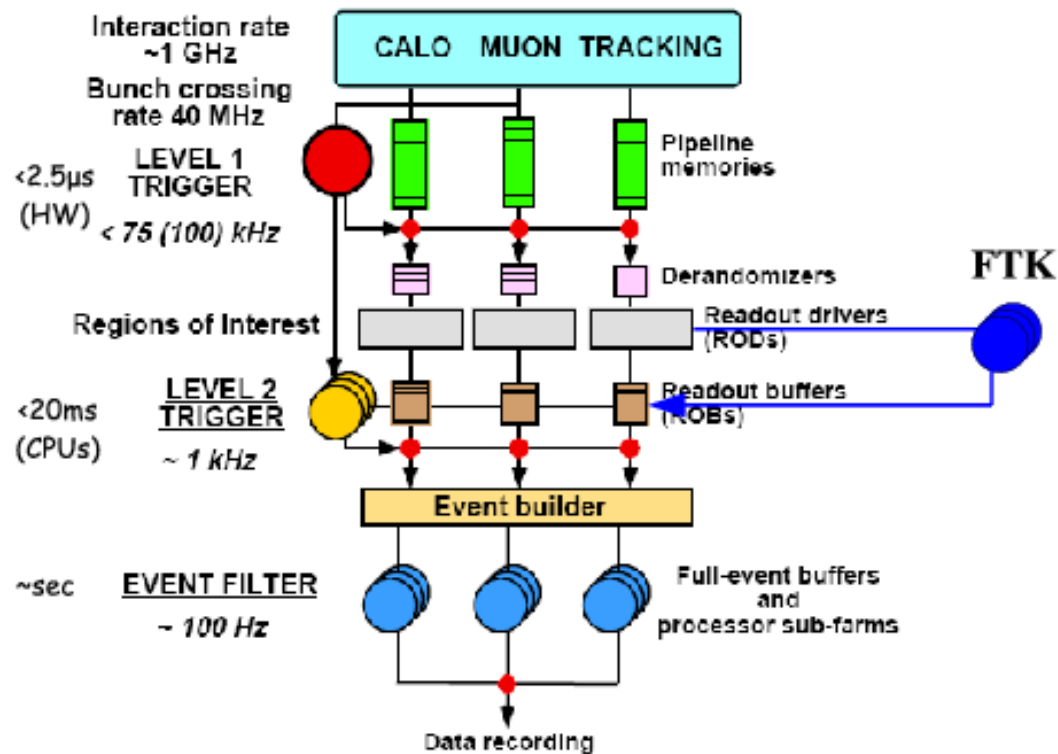 Interaction rate
~1 GHz
CALO MUON TRACKING
Bunch crossing
rate 40 MHz
<2.5µs
(HW)
LEVEL 1
TRIGGER
< 75 (100) kHz
Pipeline
memories
Derandomizers
FTK
Regions of Interest
Readout drivers
(RODs)
<20ms
(CPUs)
LEVEL 2
TRIGGER
~ 1 kHz
Readout buffers
(ROBs)
Event builder
~sec
EVENT FILTER
~ 100 Hz
Full-event buffers
and
processor sub-farms
Data recording